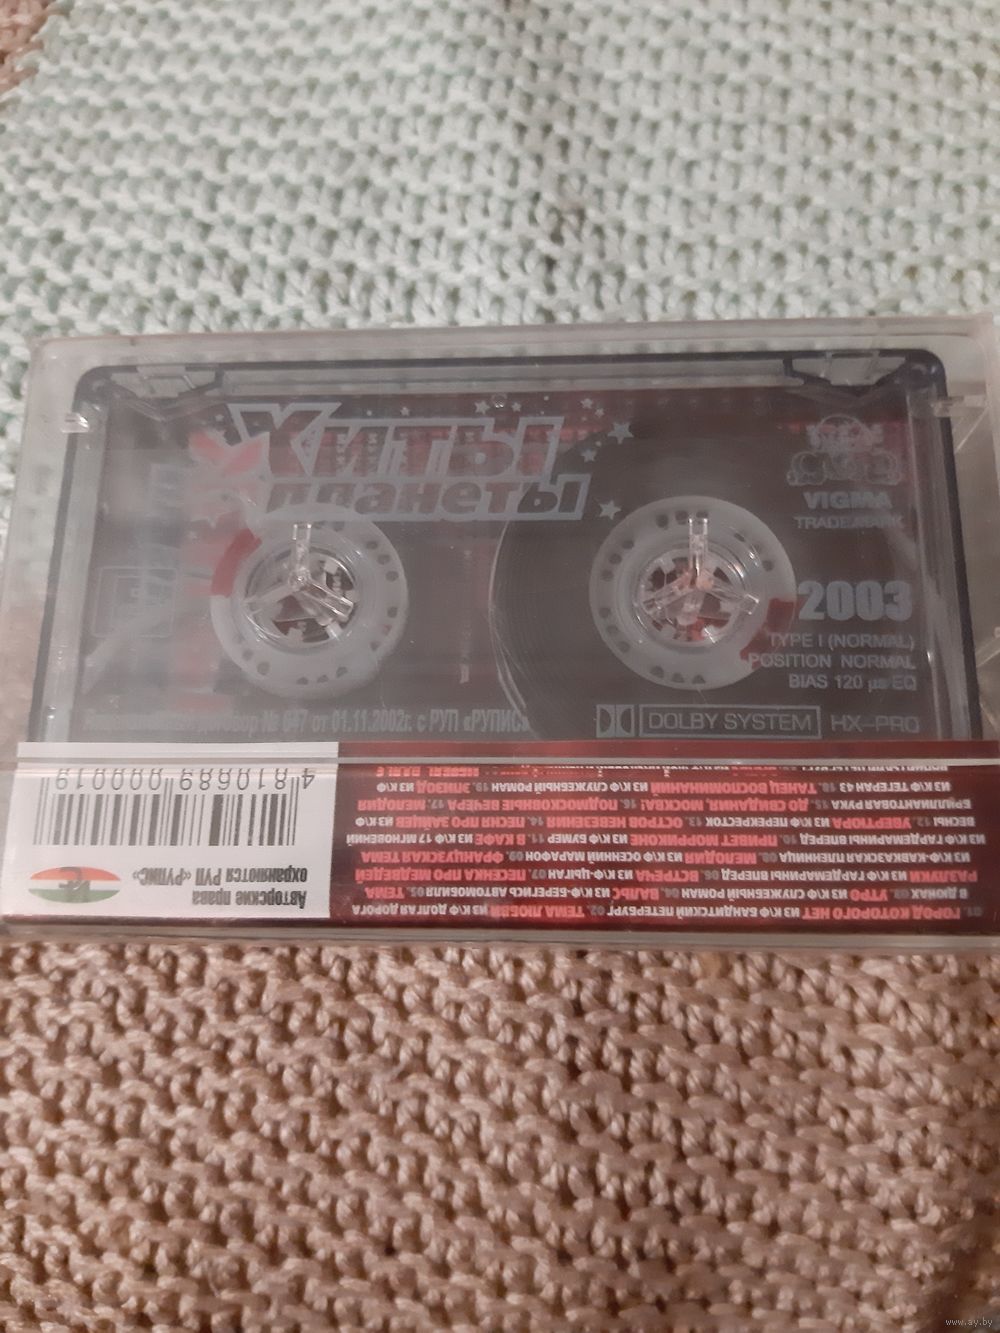 Хиты
планеты
VIGMA
TRADEMARK
2003
TYPE I (NORMAL)
POSITION NORMAL
BIAS 120 µs EQ
№ 647 от 01.11.2002г. с РУП «РУПИС»
DOLBY SYSTEM HX-PRO
01. ГОРОД КОТОРОГО НЕТ ИЗ К/Ф БАНДИТСКИЙ ПЕТЕРБУРГ 02. ТЕМА ЛЮБВИ ИЗ К/Ф ДОЛГАЯ ДОРОГА
В ДЮНАХ 03. УТРО ИЗ К/Ф СЛУЖЕБНЫЙ РОМАН 04. ВАЛЬС ИЗ К/Ф-БЕРЕГИСЬ АВТОМОБИЛЯ 05. ТЕМА
РАЗЛУКИ ИЗ К/Ф ГАРДЕМАРИНЫ ВПЕРЕД 06. ВСТРЕЧА ИЗ К/Ф-ЦЫГАН 07. ПЕСЕНКА ПРО МЕДВЕДЕЙ
ИЗ К/Ф-КАВКАЗСКАЯ ПЛЕННИЦА 08. МЕЛОДИЯ ИЗ К/Ф ОСЕННИЙ МАРАФОН 09. ФРАНЦУЗСКАЯ ТЕМА
ИЗ К/Ф ГАРДЕМАРИНЫ ВПЕРЕД 10. ПРИВЕТ МОРРИКОНЕ ИЗ К/Ф БУМЕР 11. В КАФЕ ИЗ К/Ф 17 МГНОВЕНИЙ
ВЕСНЫ 12. УВЕРТЮРА ИЗ К/Ф ПЕРЕКРЕСТОК 13. ОСТРОВ НЕВЕЗЕНИЯ 14. ПЕСНЯ ПРО ЗАЙЦЕВ ИЗ К/Ф
БРИЛЛИАНТОВАЯ РУКА 15. ДО СВИДАНИЯ, МОСКВА! 16. ПОДМОСКОВНЫЕ ВЕЧЕРА 17. МЕЛОДИЯ
ИЗ К/Ф ТЕГЕРАН 43 18. ТАНЕЦ ВОСПОМИНАНИЙ ИЗ К/Ф СЛУЖЕБНЫЙ РОМАН 19. ЭПИЗОД ИЗ К/Ф
Авторские права
охраняются РУП «РУПИС»
4 810689 000019
www.ay.by